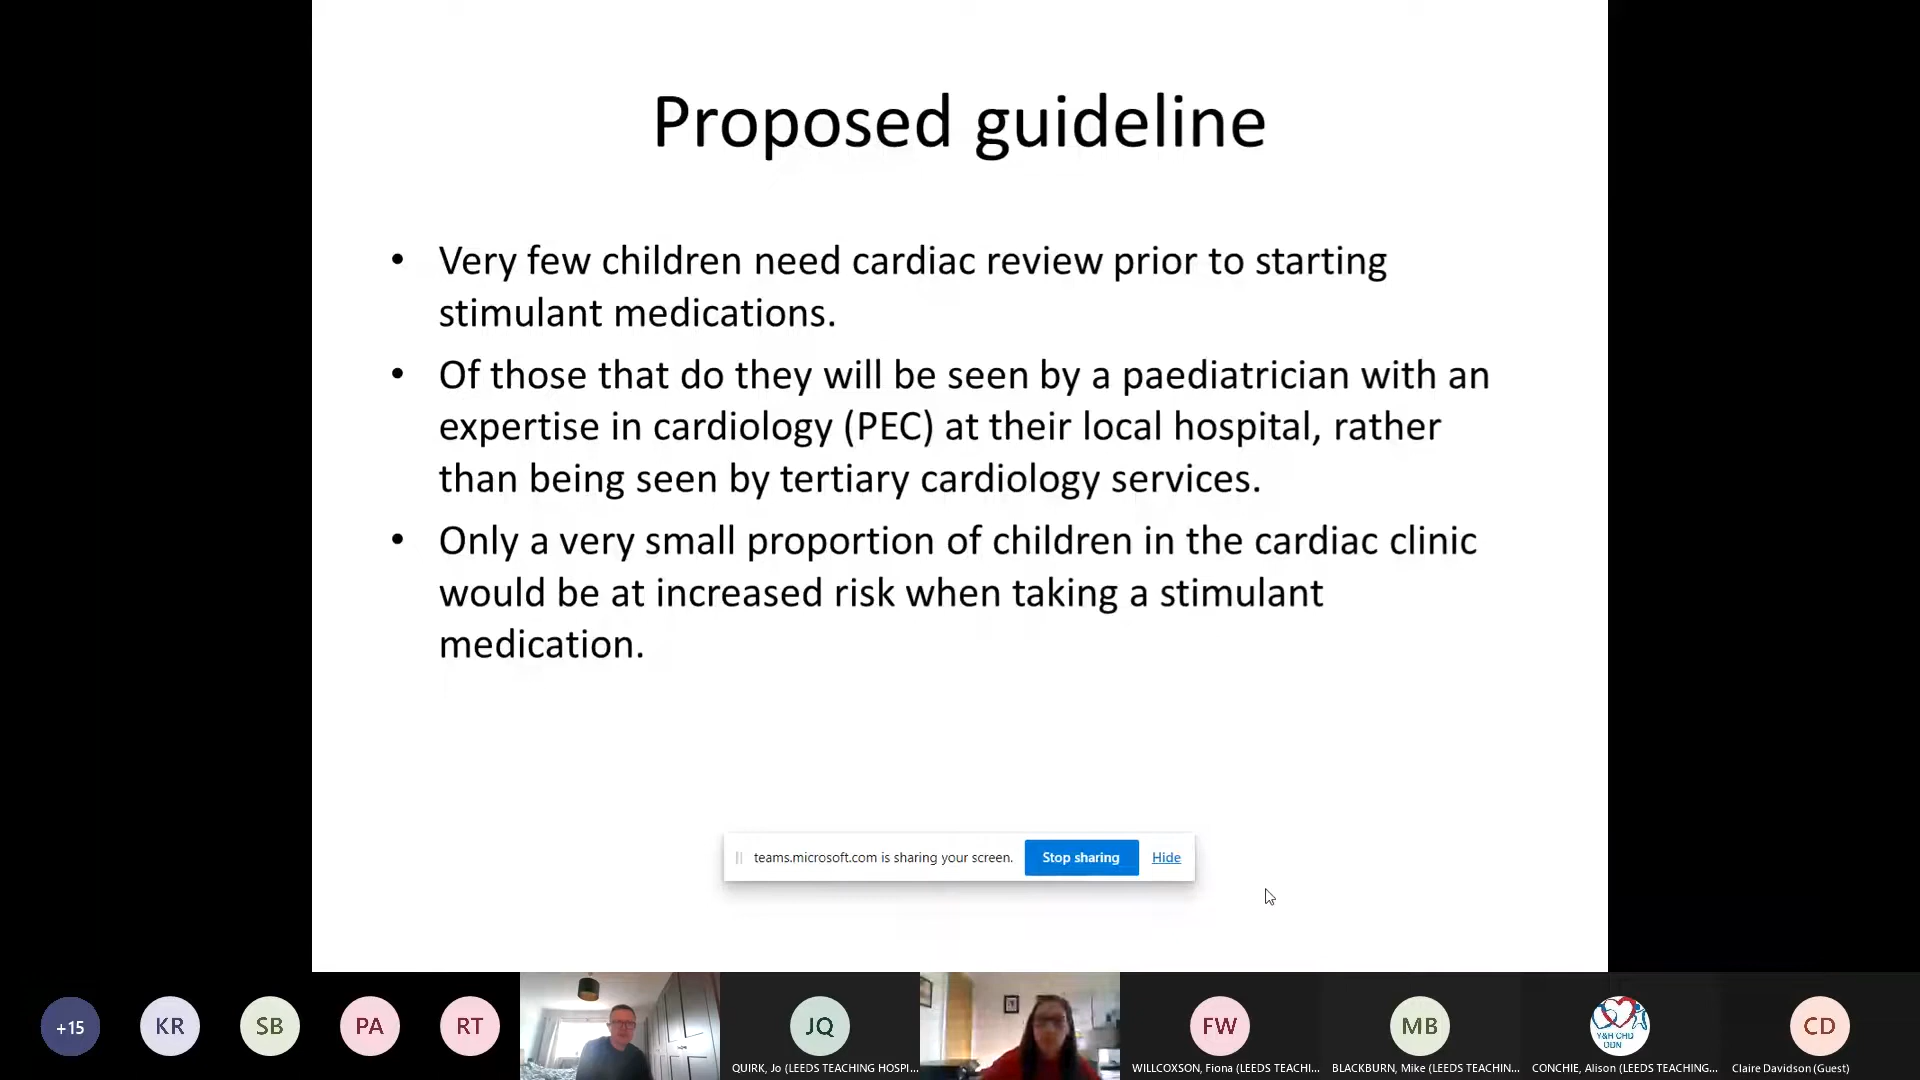 Proposed guideline
• Very few children need cardiac review prior to starting
stimulant medications.
• Of those that do they will be seen by a paediatrician with an
expertise in cardiology (PEC) at their local hospital, rather
than being seen by tertiary cardiology services.
• Only a very small proportion of children in the cardiac clinic
would be at increased risk when taking a stimulant
medication.
teams.microsoft.com is sharing your screen. Stop sharing Hide
+15 KR SB PA RT JQ FW MB CD
Y&H CHD
ODN
QUIRK, Jo (LEEDS TEACHING HOSPI... WILLCOXSON, Fiona (LEEDS TEACHI... BLACKBURN, Mike (LEEDS TEACHIN... CONCHIE, Alison (LEEDS TEACHING... Claire Davidson (Guest)